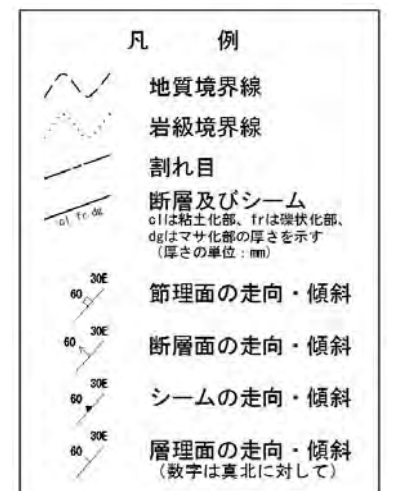 凡 例
地質境界線
岩級境界線
割れ目
cl fr dg
断層及びシーム
clは粘土化部、frは礫状化部、
dgはマサ化部の厚さを示す
(厚さの単位：㎜)
60 30E
節理面の走向・傾斜
60 30E
断層面の走向・傾斜
60 30E
シームの走向・傾斜
60 30E
層理面の走向・傾斜
(数字は真北に対して)